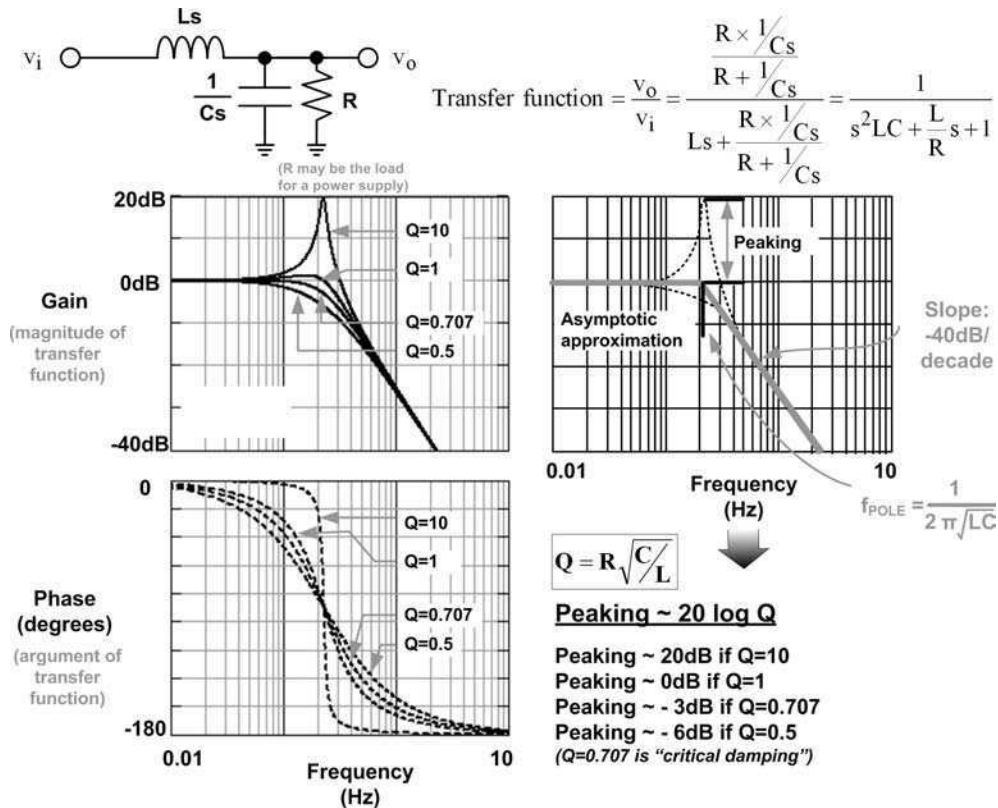 Ls
vi
vo
1
Cs
R
Transfer function = vo/vi = ((R × 1/Cs)/(R + 1/Cs))/(Ls + (R × 1/Cs)/(R + 1/Cs)) = 1/(s²LC + (L/R)s + 1)
(R may be the load
for a power supply)
20dB
0dB
-40dB
Gain
(magnitude of
transfer
function)
Q=10
Q=1
Q=0.707
Q=0.5
Peaking
Asymptotic
approximation
Slope:
-40dB/
decade
0.01
10
Frequency
(Hz)
fPOLE = 1/(2 π√LC)
0
-180
Phase
(degrees)
(argument of
transfer
function)
Q=10
Q=1
Q=0.707
Q=0.5
0.01
10
Frequency
(Hz)
Q = R√(C/L)
Peaking ~ 20 log Q
Peaking ~ 20dB if Q=10
Peaking ~ 0dB if Q=1
Peaking ~ - 3dB if Q=0.707
Peaking ~ - 6dB if Q=0.5
(Q=0.707 is “critical damping”)